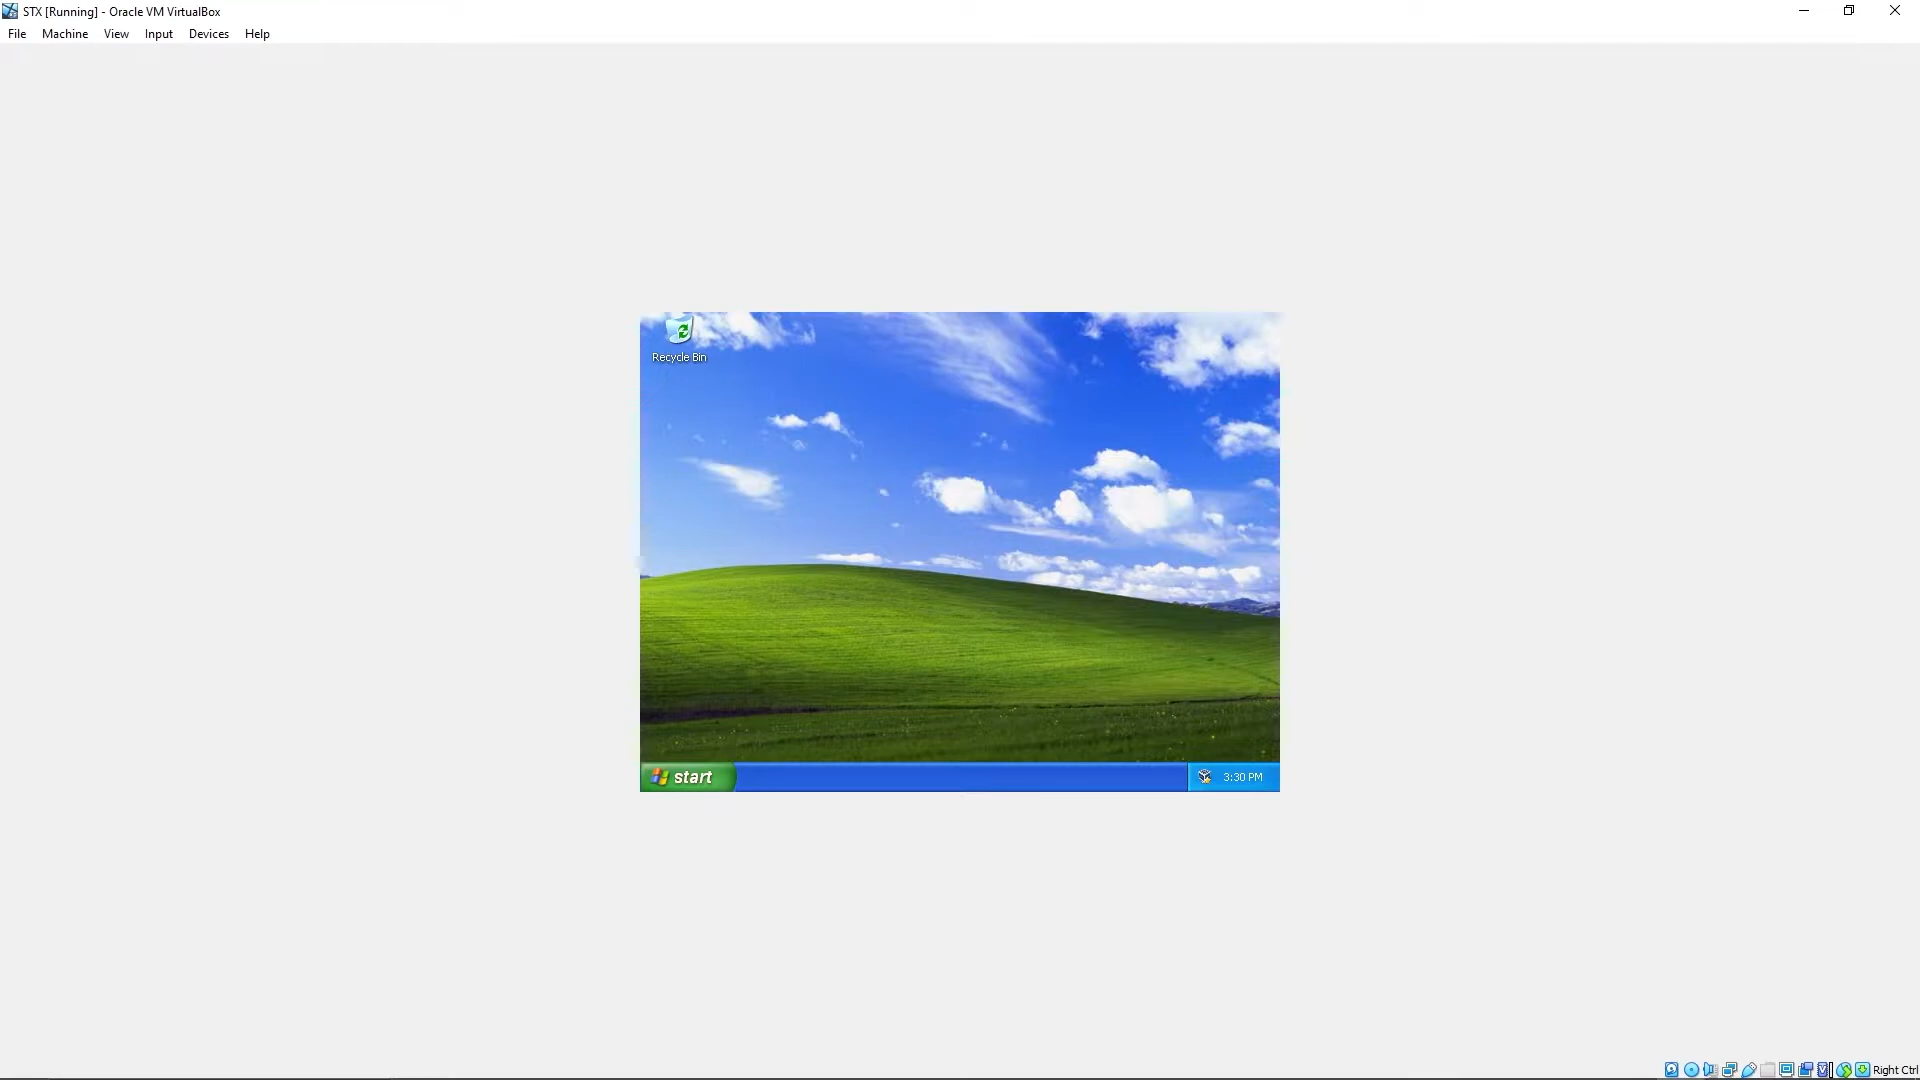 STX [Running] - Oracle VM VirtualBox
File Machine View Input Devices Help
Recycle Bin
start
3:30 PM
Right Ctrl